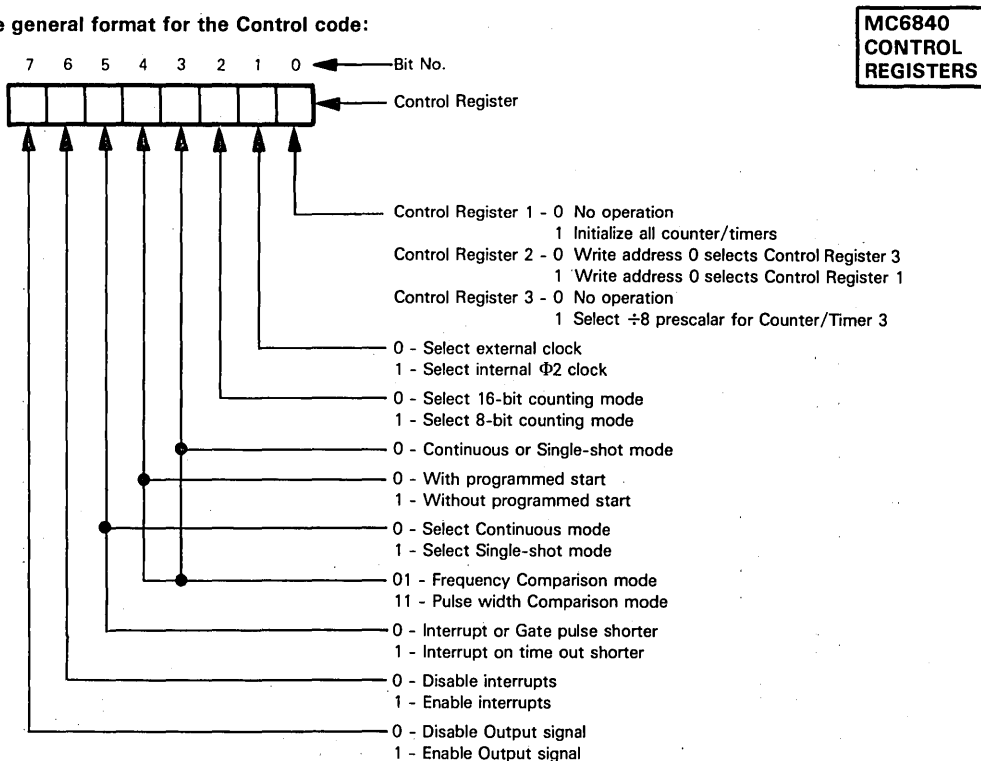 e general format for the Control code:
MC6840
CONTROL
REGISTERS
7 6 5 4 3 2 1 0 Bit No.
Control Register
Control Register 1 - 0 No operation
1 Initialize all counter/timers
Control Register 2 - 0 Write address 0 selects Control Register 3
1 Write address 0 selects Control Register 1
Control Register 3 - 0 No operation
1 Select ÷8 prescalar for Counter/Timer 3
0 - Select external clock
1 - Select internal Φ2 clock
0 - Select 16-bit counting mode
1 - Select 8-bit counting mode
0 - Continuous or Single-shot mode
0 - With programmed start
1 - Without programmed start
0 - Select Continuous mode
1 - Select Single-shot mode
01 - Frequency Comparison mode
11 - Pulse width Comparison mode
0 - Interrupt or Gate pulse shorter
1 - Interrupt on time out shorter
0 - Disable interrupts
1 - Enable interrupts
0 - Disable Output signal
1 - Enable Output signal